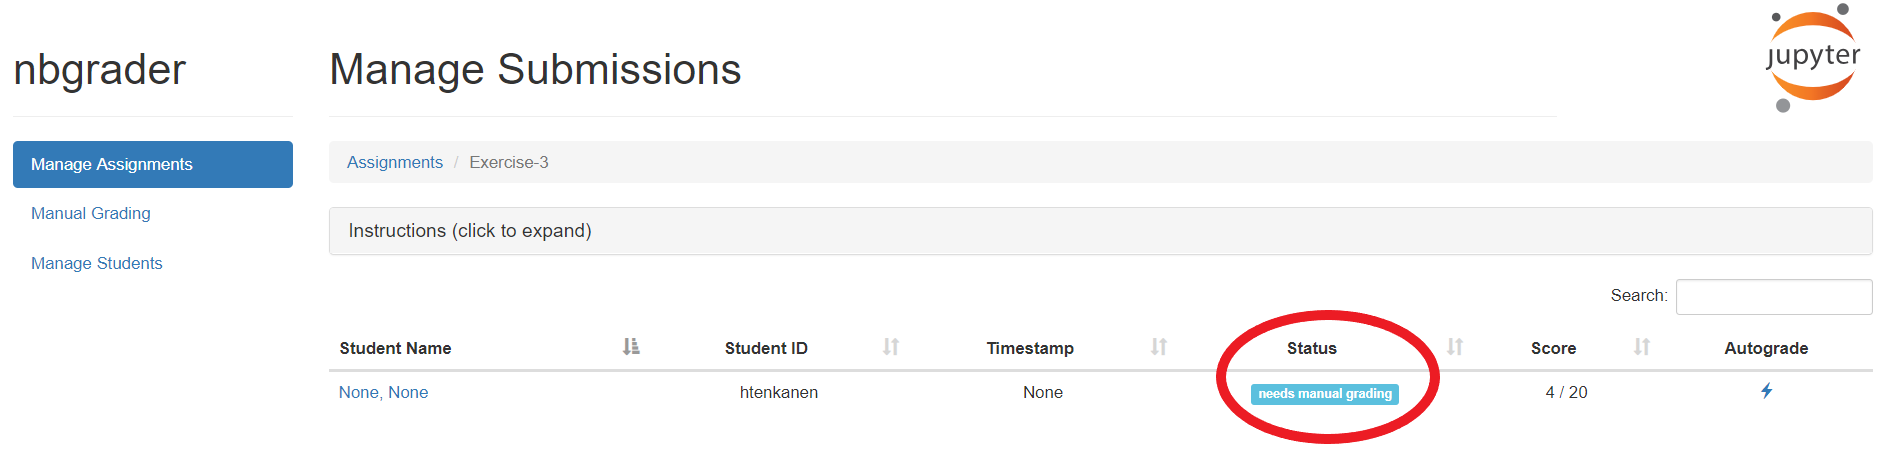 nbgrader
Manage Submissions
jupyter
Manage Assignments
Manual Grading
Manage Students
Assignments / Exercise-3
Instructions (click to expand)
Search:
Student Name Student ID Timestamp Status Score Autograde
None, None htenkanen None needs manual grading 4 / 20